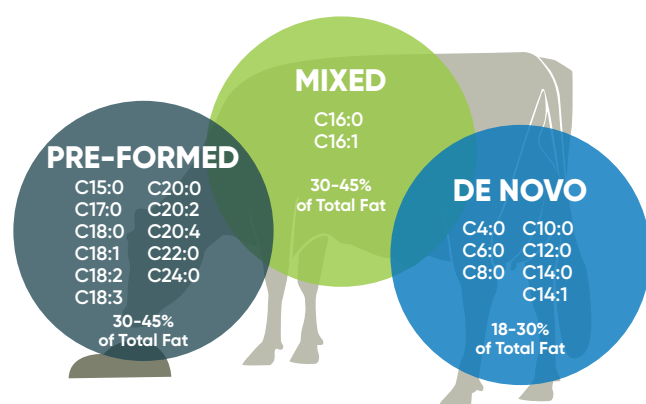 MIXED
C16:0
C16:1
30-45%
of Total Fat
PRE-FORMED
C15:0 C20:0
C17:0 C20:2
C18:0 C20:4
C18:1 C22:0
C18:2 C24:0
C18:3
30-45%
of Total Fat
DE NOVO
C4:0 C10:0
C6:0 C12:0
C8:0 C14:0
C14:1
18-30%
of Total Fat